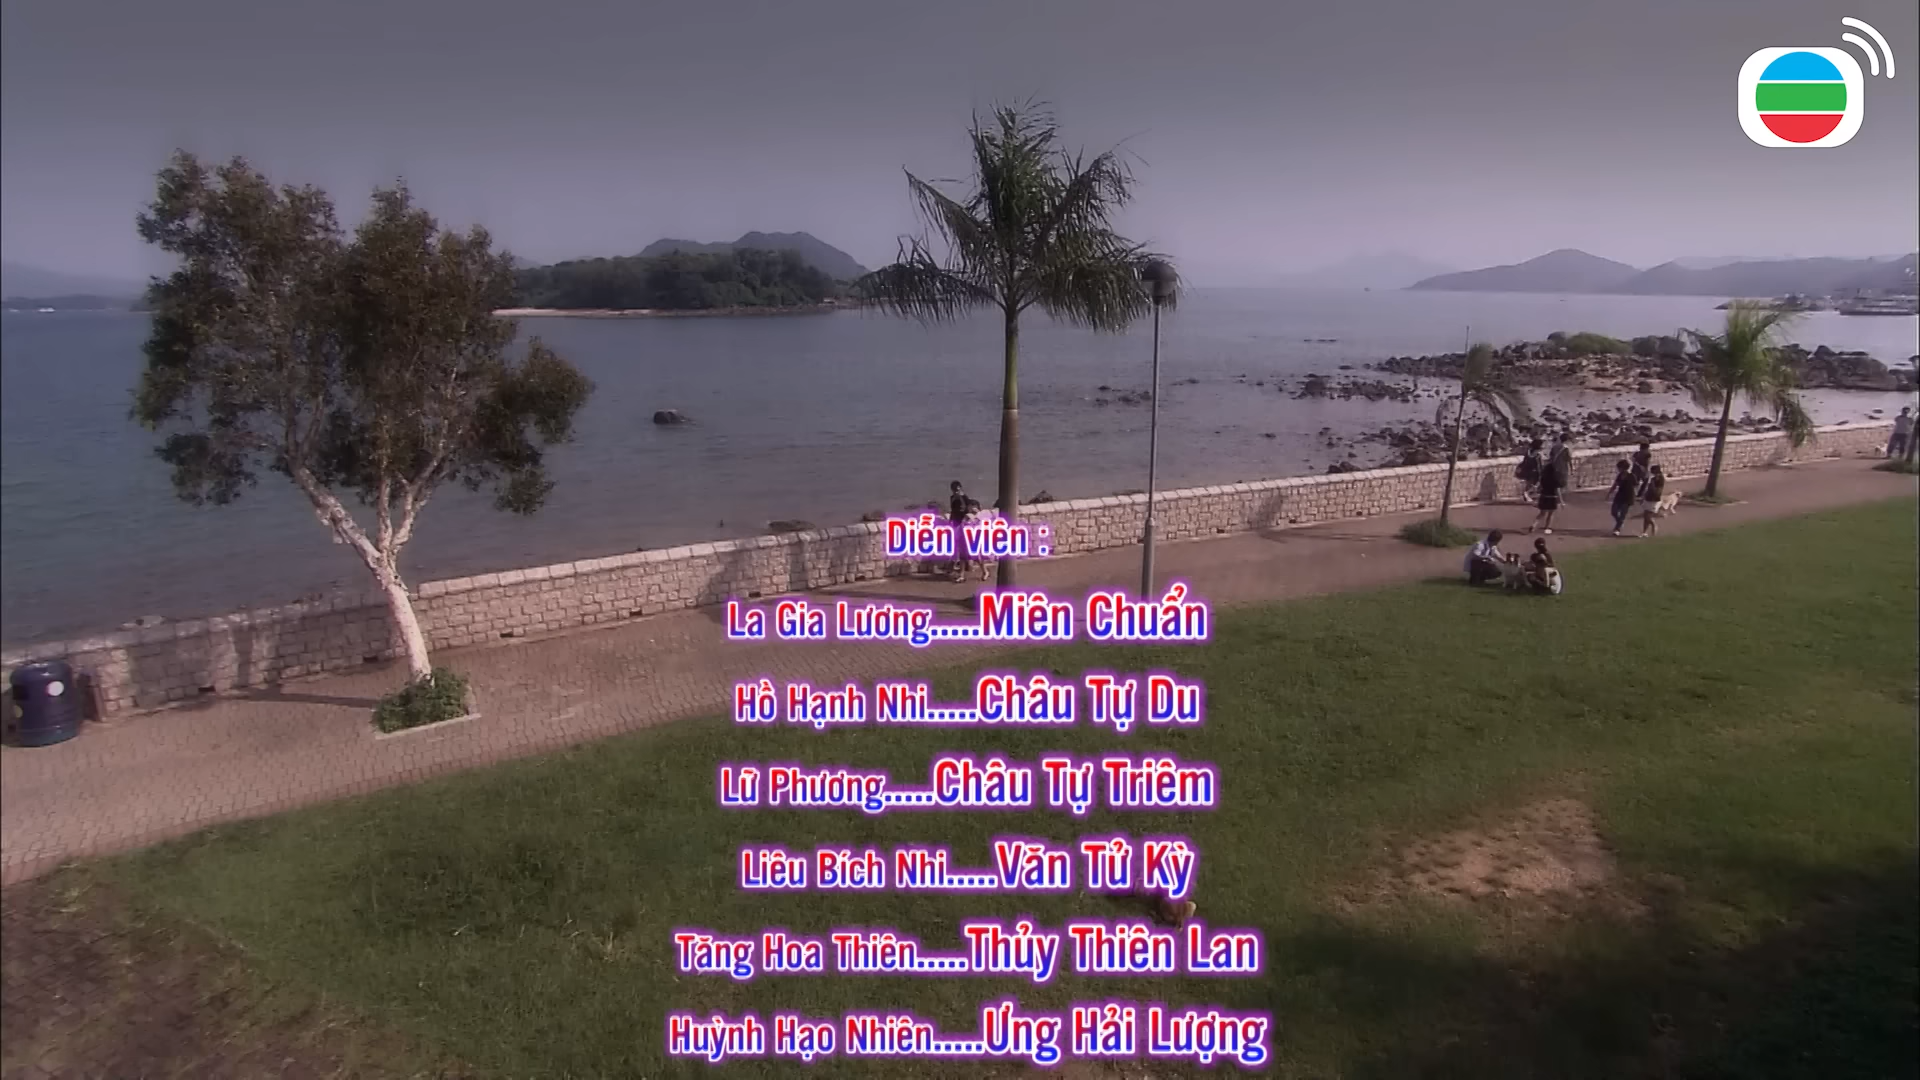 Diễn viên :
La Gia Lương.....Miên Chuẩn
Hồ Hạnh Nhi.....Châu Tự Du
Lữ Phương.....Châu Tự Triêm
Liêu Bích Nhi.....Văn Tử Kỳ
Tăng Hoa Thiên.....Thủy Thiên Lan
Huỳnh Hạo Nhiên.....Ưng Hải Lượng